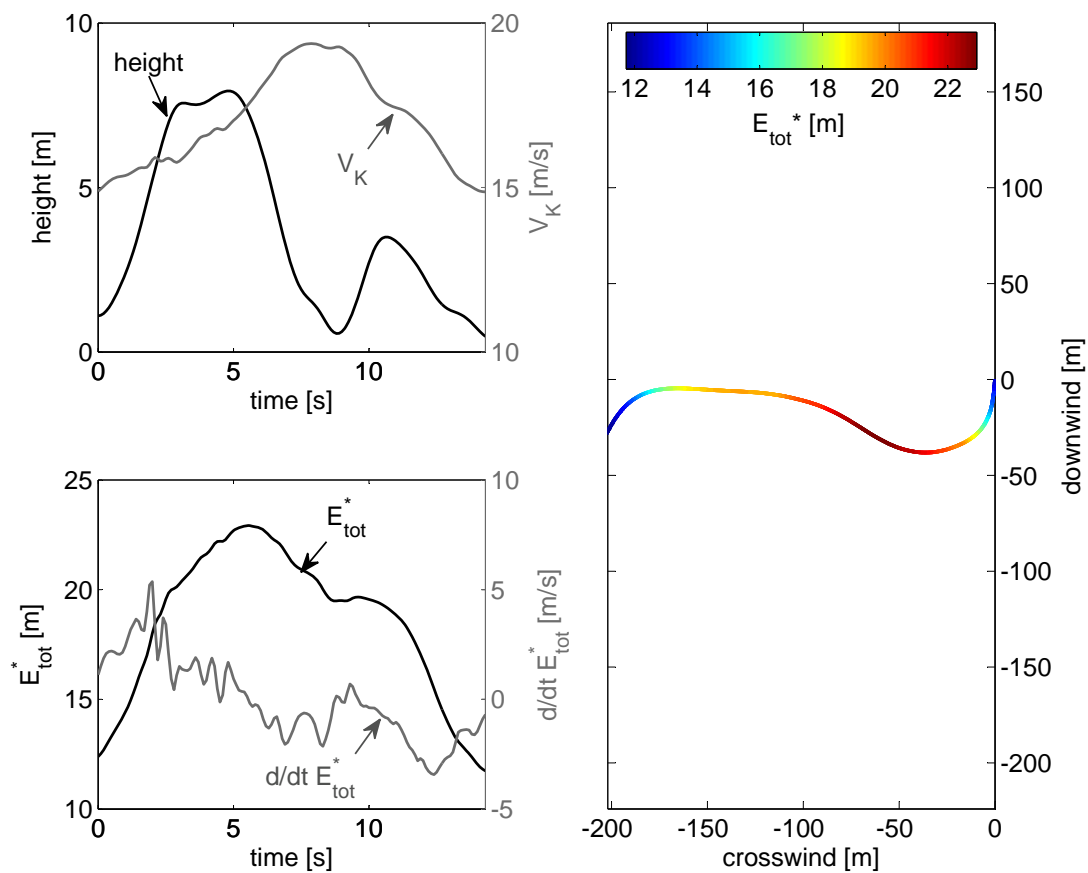 10
5
0
height [m]
height
V_K
20
15
10
V_K [m/s]
0
5
10
time [s]
25
20
15
10
E*_tot [m]
E*_tot
d/dt E*_tot
10
5
0
-5
d/dt E*_tot [m/s]
0
5
10
time [s]
12 14 16 18 20 22
E_tot* [m]
150
100
50
0
-50
-100
-150
-200
downwind [m]
-200 -150 -100 -50 0
crosswind [m]